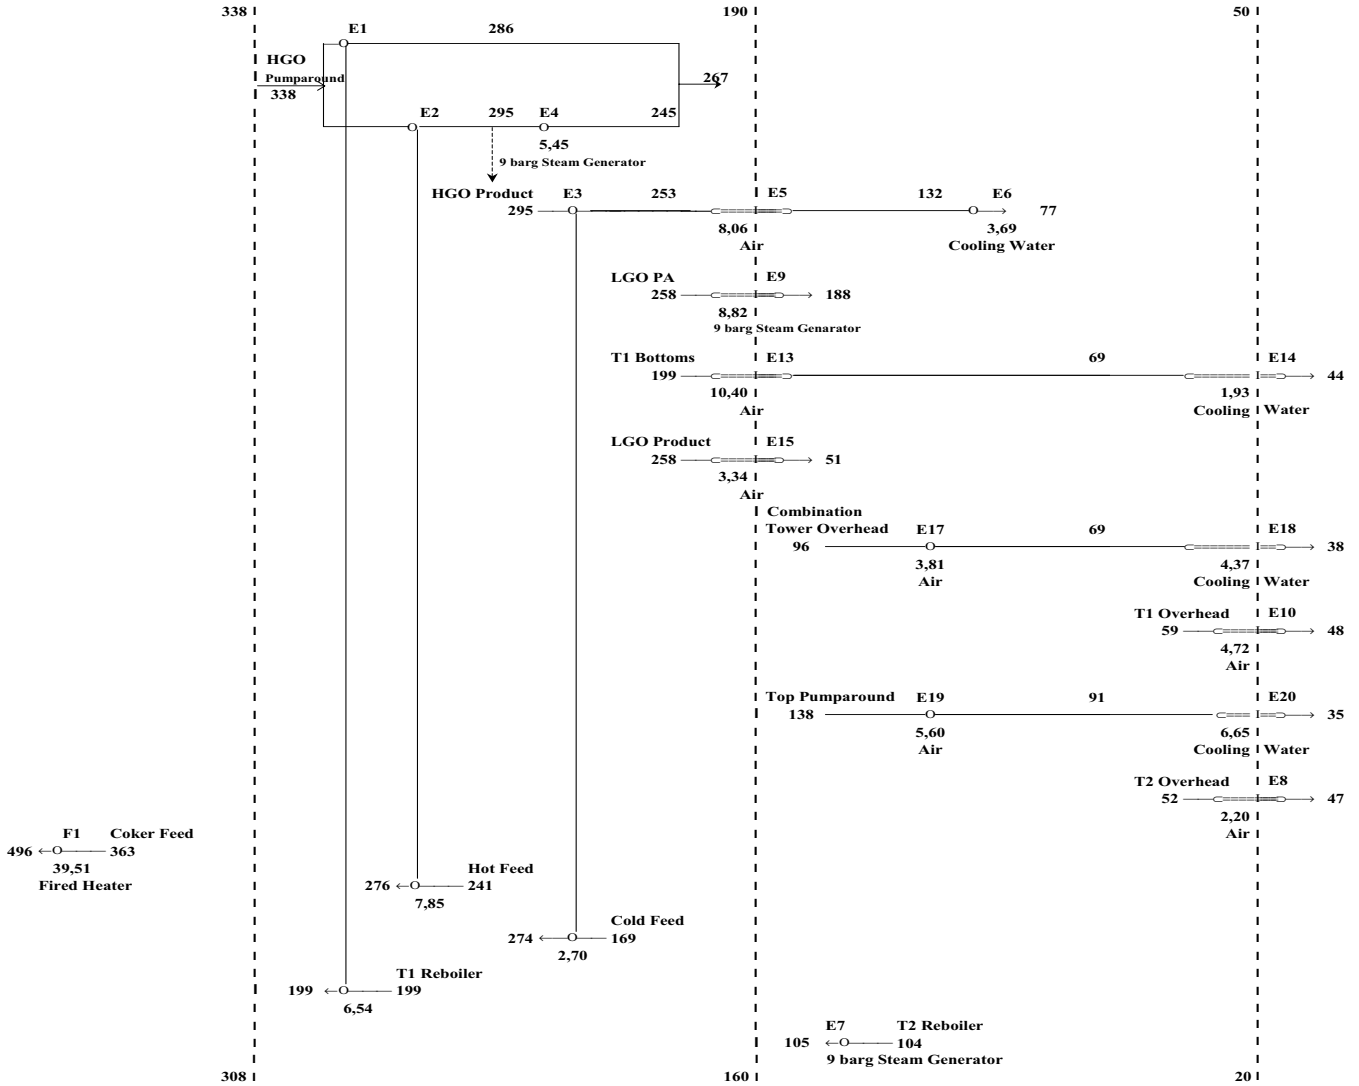 338 190 50
E1 286
HGO
Pumparound
338
267
E2 295 E4 245
5,45
9 barg Steam Generator
HGO Product E3 253 E5 132 E6
295 77
8,06 3,69
Air Cooling Water
LGO PA E9
258 188
8,82
9 barg Steam Genarator
T1 Bottoms E13 69 E14
199 44
10,40 1,93
Air Cooling Water
LGO Product E15
258 51
3,34
Air
Combination
Tower Overhead E17 69 E18
96 38
3,81 4,37
Air Cooling Water
T1 Overhead E10
59 48
4,72
Air
Top Pumparound E19 91 E20
138 35
5,60 6,65
Air Cooling Water
T2 Overhead E8
52 47
2,20
Air
F1 Coker Feed
496 363
39,51
Fired Heater
Hot Feed
276 241
7,85
Cold Feed
274 169
2,70
T1 Reboiler
199 199
6,54
E7 T2 Reboiler
105 104
9 barg Steam Generator
308 160 20